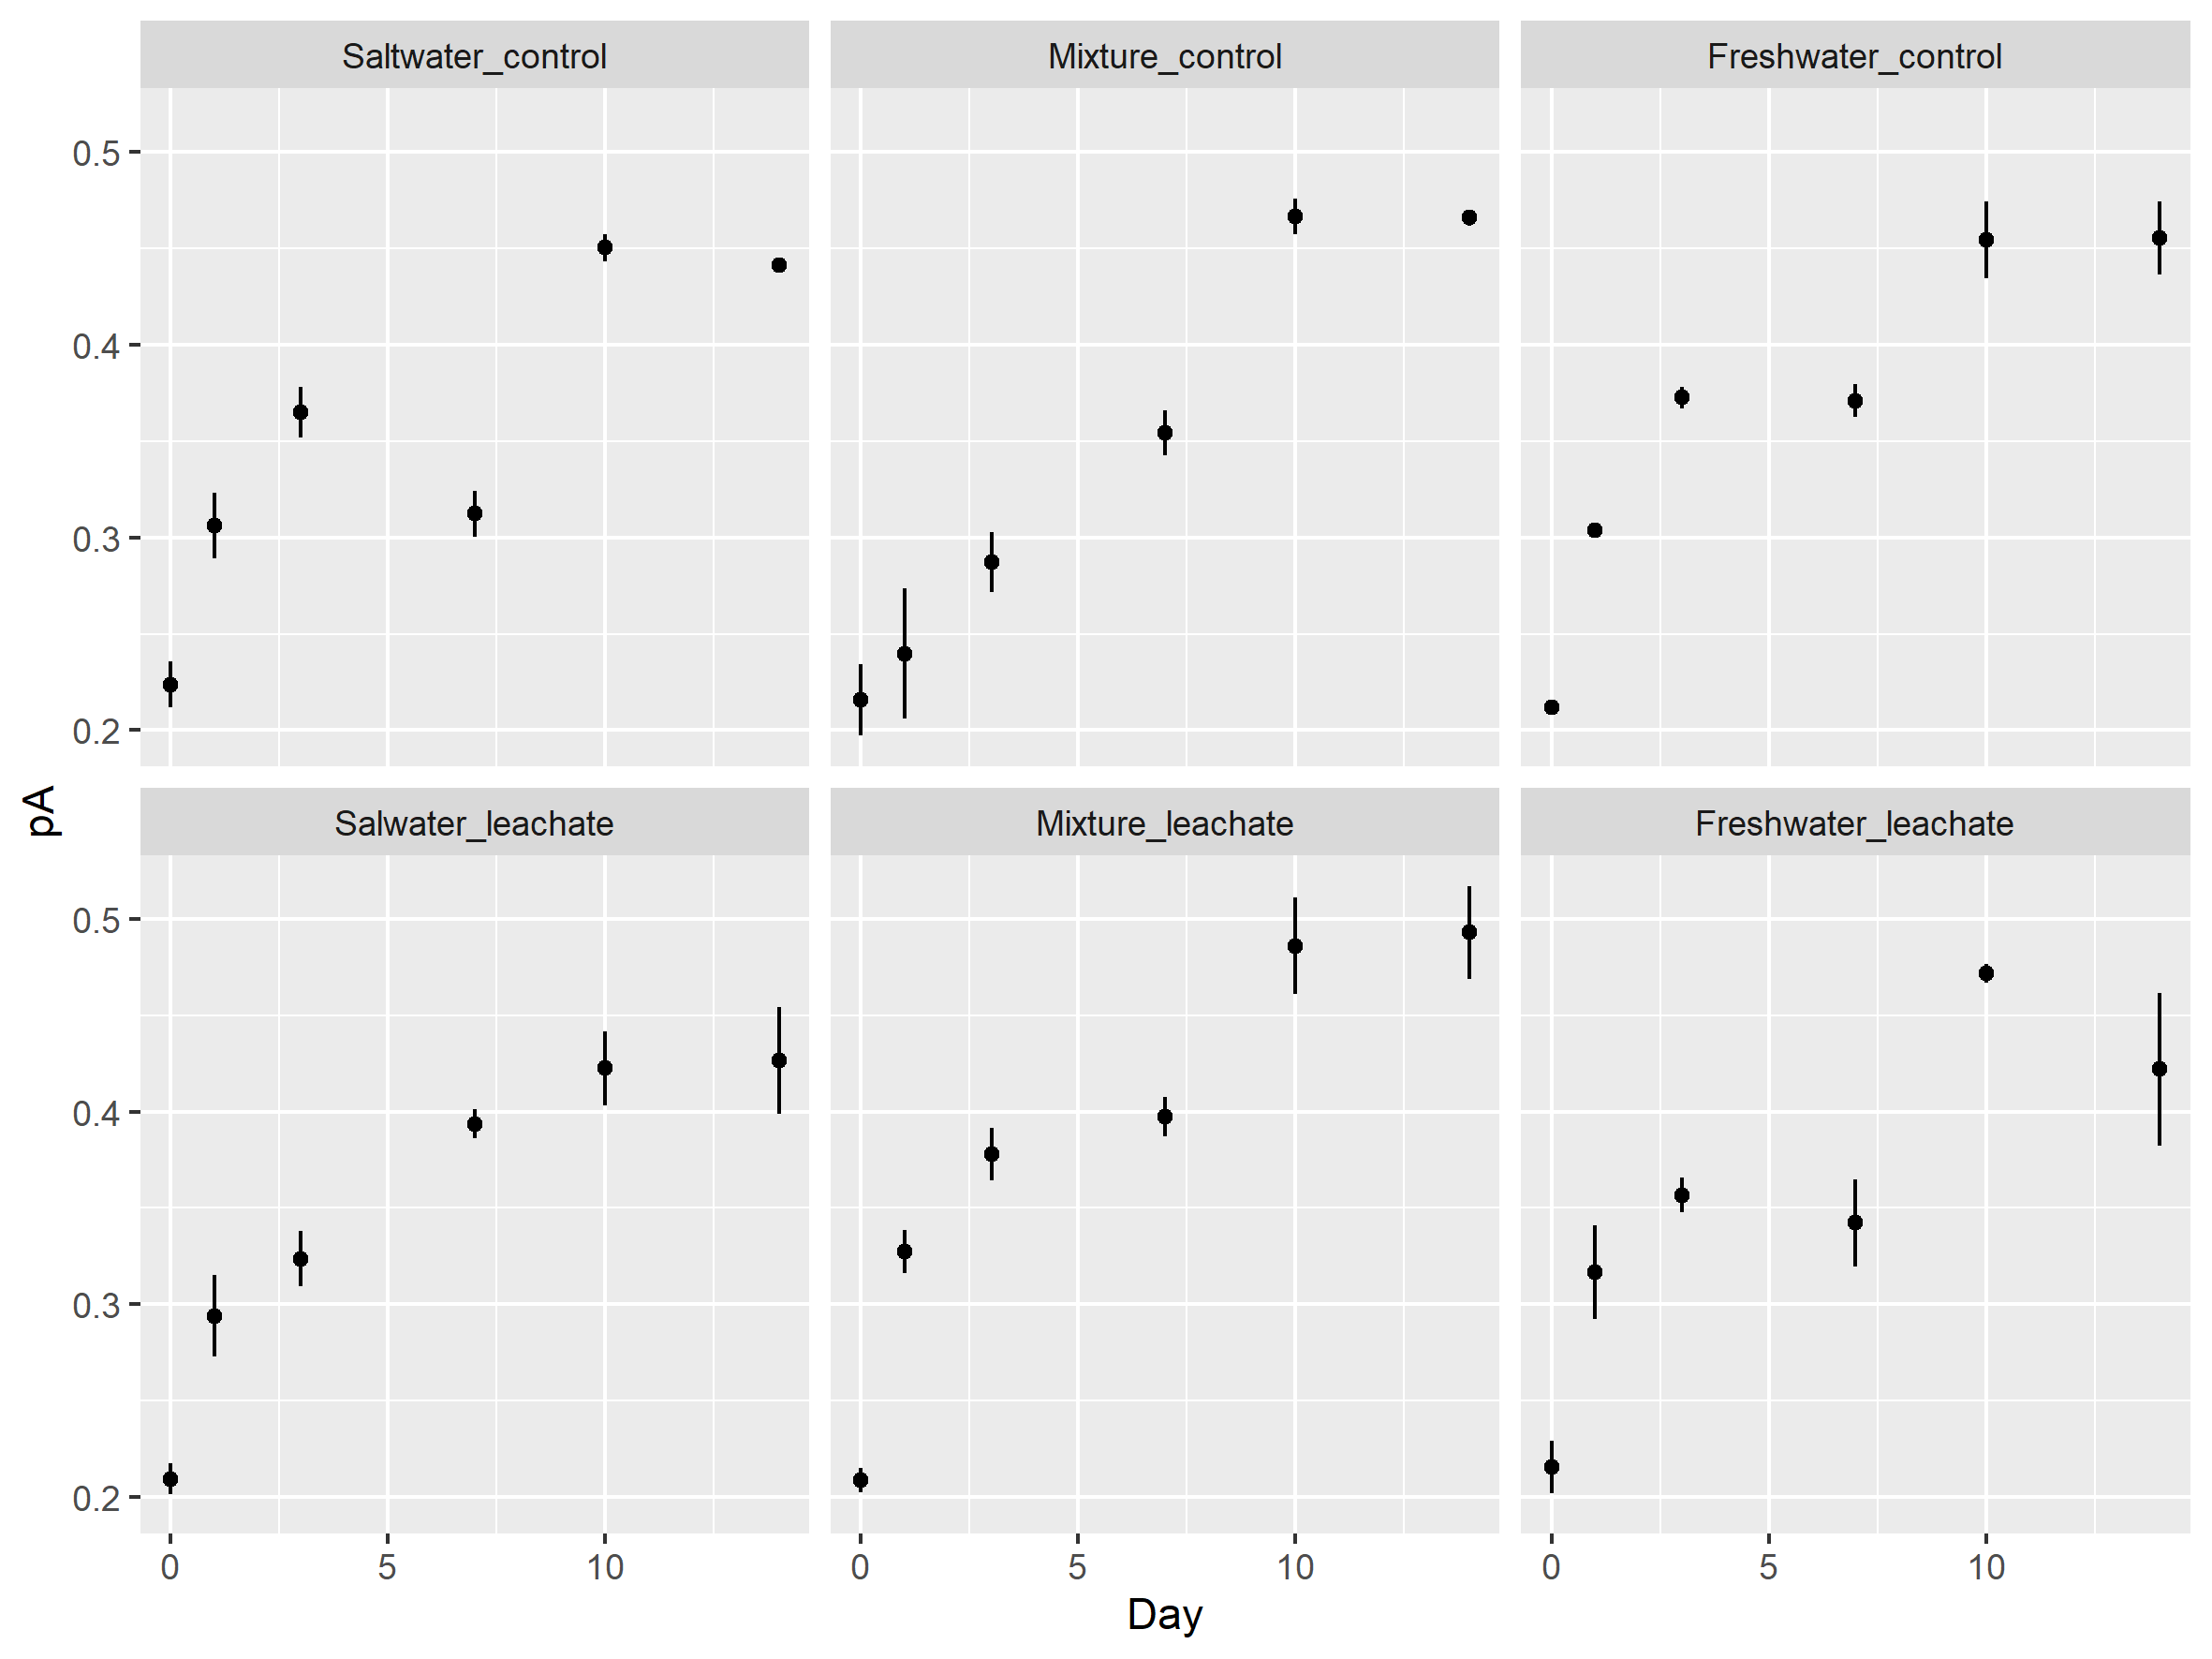 Saltwater_control Mixture_control Freshwater_control
0.5
0.4
0.3
0.2
pA
Salwater_leachate Mixture_leachate Freshwater_leachate
0.5
0.4
0.3
0.2
0 5 10 0 5 10 0 5 10
Day